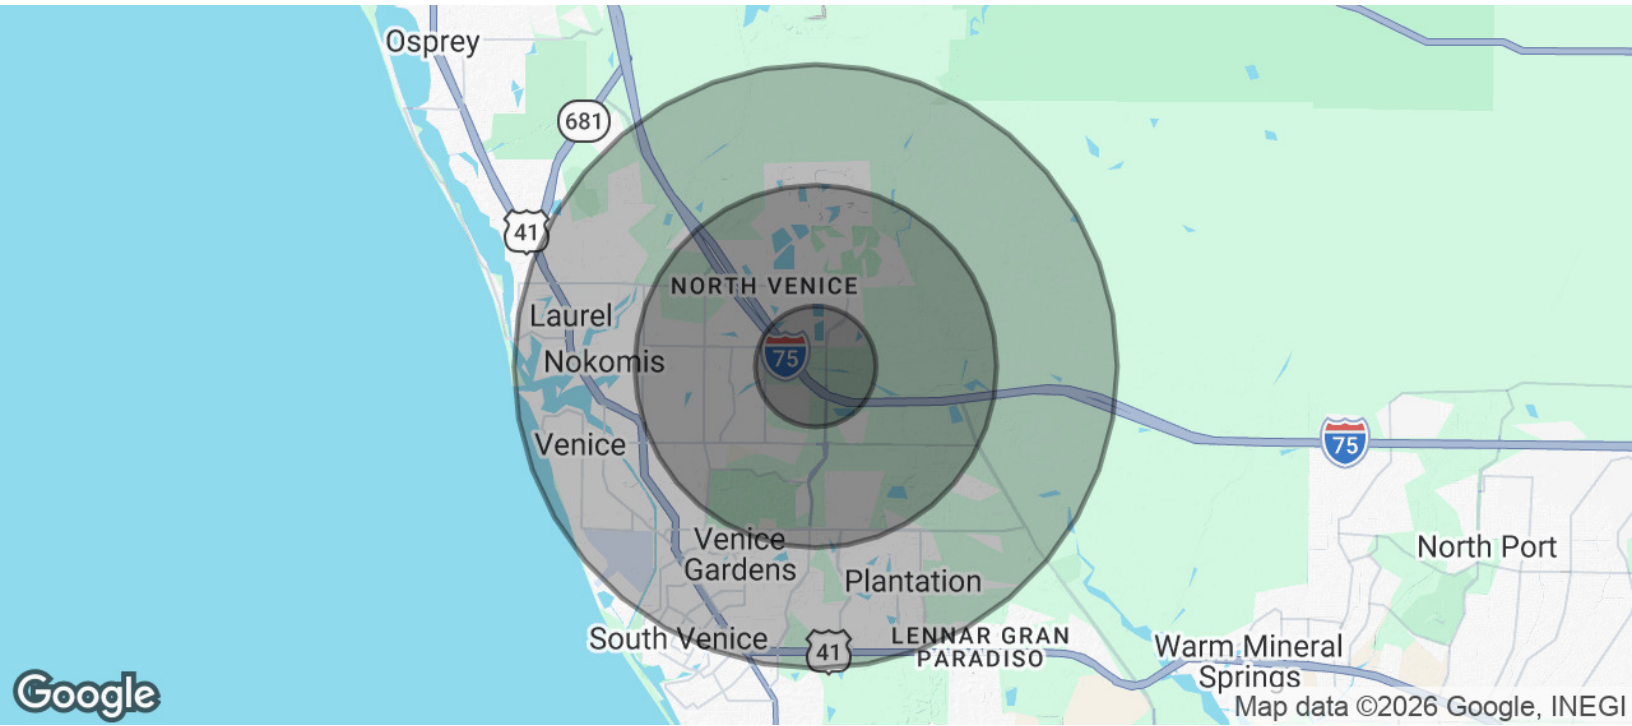 Osprey
681
41
NORTH VENICE
Laurel
75
Nokomis
Venice
75
Venice
Gardens
North Port
Plantation
South Venice
41
LENNAR GRAN
PARADISO
Warm Mineral
Springs
Google
Map data ©2026 Google, INEGI